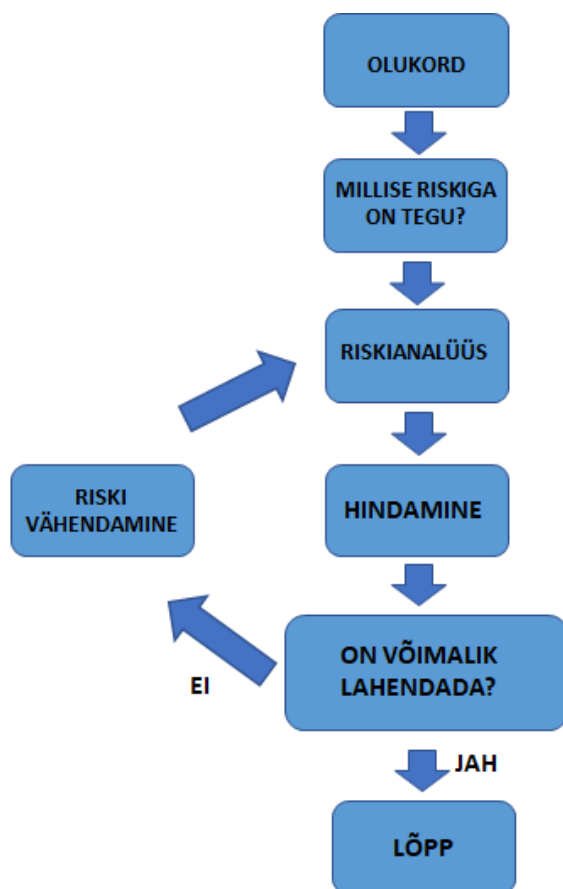 OLUKORD
MILLISE RISKIGA
ON TEGU?
RISKIANALÜÜS
RISKI
VÄHENDAMINE
HINDAMINE
ON VÕIMALIK
LAHENDADA?
EI
JAH
LÕPP